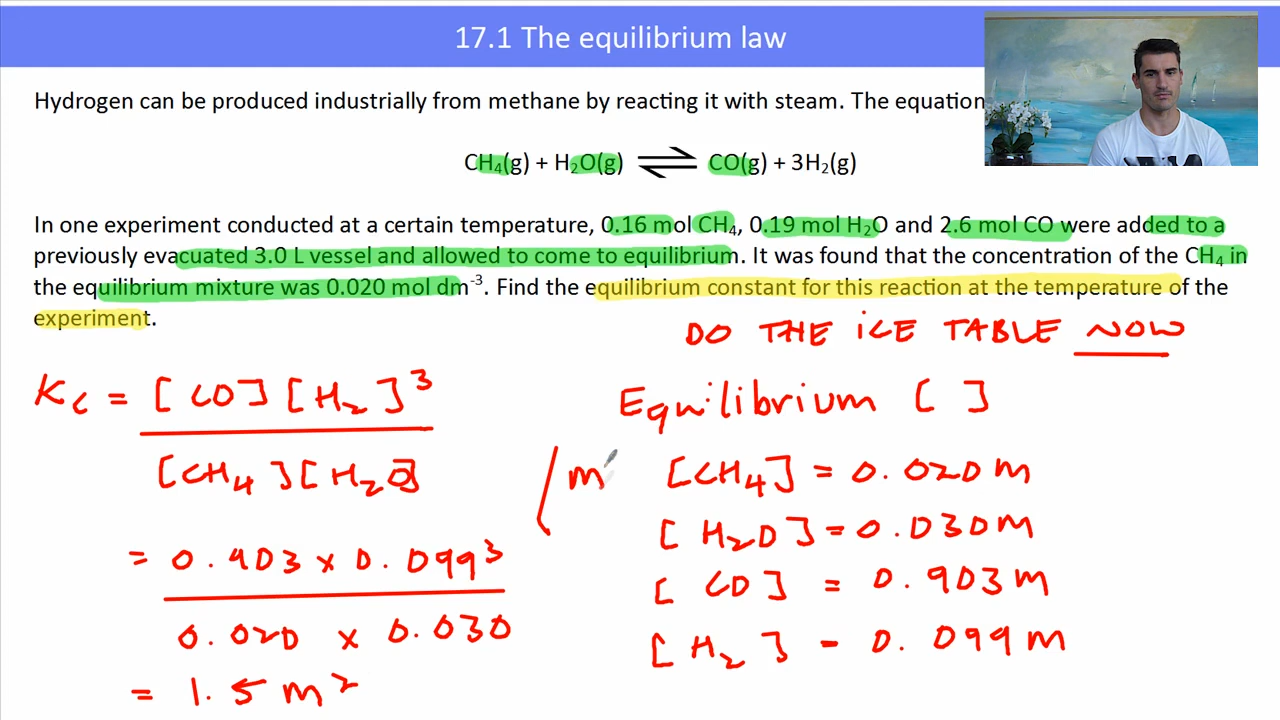 17.1 The equilibrium law
Hydrogen can be produced industrially from methane by reacting it with steam. The equation
CH₄(g) + H₂O(g) ⇌ CO(g) + 3H₂(g)
In one experiment conducted at a certain temperature, 0.16 mol CH₄, 0.19 mol H₂O and 2.6 mol CO were added to a
previously evacuated 3.0 L vessel and allowed to come to equilibrium. It was found that the concentration of the CH₄ in
the equilibrium mixture was 0.020 mol dm⁻³. Find the equilibrium constant for this reaction at the temperature of the
experiment.
DO THE ICE TABLE NOW
Kc = [CO][H₂]³
[CH₄][H₂O]
= 0.903 x 0.099³
0.020 x 0.030
= 1.5 M²
M
Equilibrium [ ]
[CH₄] = 0.020 M
[H₂O] = 0.030 M
[CO] = 0.903 M
[H₂] = 0.099 M